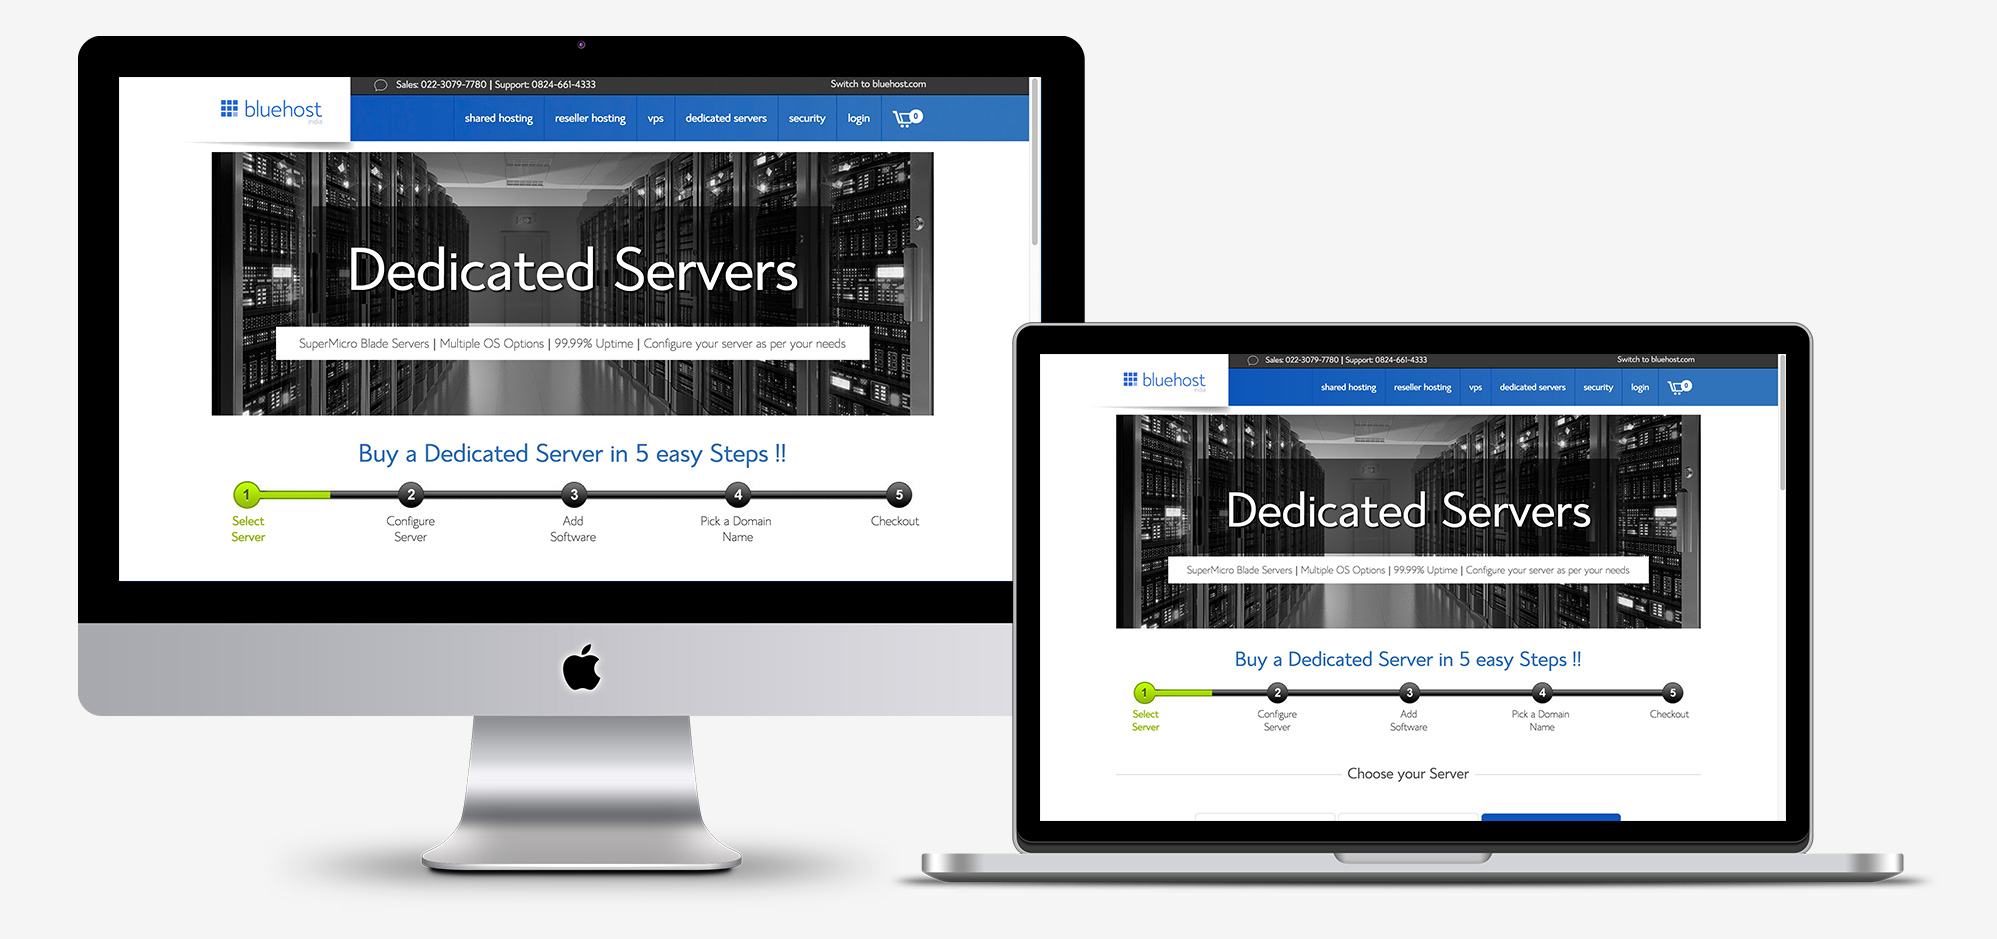 Sales: 022-3079-7780 | Support: 0824-661-4333
Switch to bluehost.com
bluehost
india
shared hosting
reseller hosting
vps
dedicated servers
security
login
0
Dedicated Servers
SuperMicro Blade Servers | Multiple OS Options | 99.99% Uptime | Configure your server as per your needs
Buy a Dedicated Server in 5 easy Steps !!
1
2
3
4
5
Select
Server
Configure
Server
Add
Software
Pick a Domain
Name
Checkout
Sales: 022-3079-7780 | Support: 0824-661-4333
Switch to bluehost.com
bluehost
india
shared hosting
reseller hosting
vps
dedicated servers
security
login
0
Dedicated Servers
SuperMicro Blade Servers | Multiple OS Options | 99.99% Uptime | Configure your server as per your needs
Buy a Dedicated Server in 5 easy Steps !!
1
2
3
4
5
Select
Server
Configure
Server
Add
Software
Pick a Domain
Name
Checkout
Choose your Server